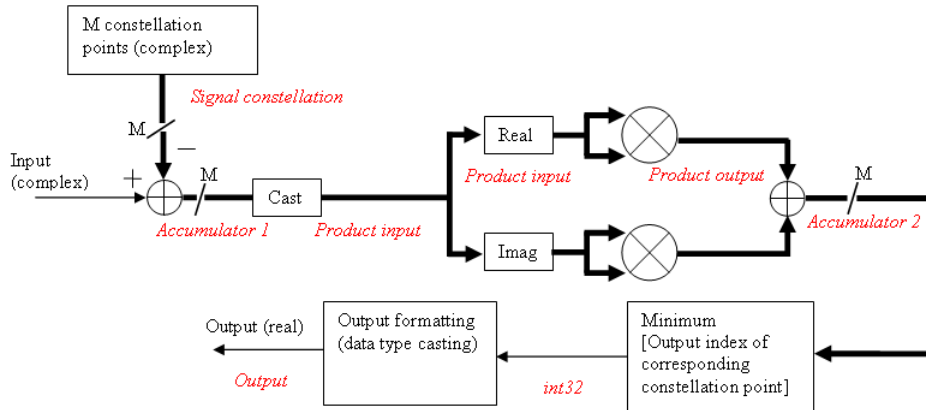 M constellation
points (complex)
Signal constellation
M
−
Input
(complex)
+
M
Cast
Accumulator 1
Product input
Real
Product input
Product output
M
Accumulator 2
Imag
Output (real)
Output
Output formatting
(data type casting)
int32
Minimum
[Output index of
corresponding
constellation point]